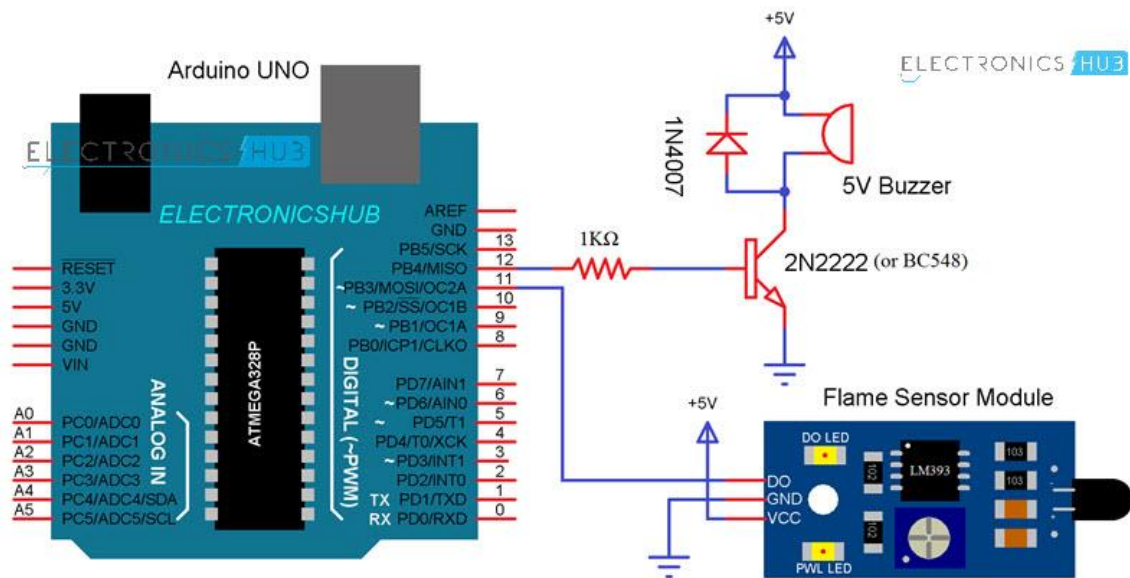 Arduino UNO
ELECTRONICS HUB
ELECTRONICSHUB
RESET
3.3V
5V
GND
GND
VIN
A0 PC0/ADC0
A1 PC1/ADC1
A2 PC2/ADC2
A3 PC3/ADC3
A4 PC4/ADC4/SDA
A5 PC5/ADC5/SCL
ANALOG IN
ATMEGA328P
DIGITAL (~PWM)
AREF
GND
PB5/SCK 13
PB4/MISO 12
~PB3/MOSI/OC2A 11
~ PB2/SS/OC1B 10
~ PB1/OC1A 9
PB0/ICP1/CLKO 8
PD7/AIN1 7
~PD6/AIN0 6
~ PD5/T1 5
PD4/T0/XCK 4
~PD3/INT1 3
PD2/INT0 2
TX PD1/TXD 1
RX PD0/RXD 0
1KΩ
+5V
ELECTRONICS HUB
1N4007
5V Buzzer
2N2222 (or BC548)
+5V
Flame Sensor Module
DO LED
DO
GND
VCC
PWL LED
102
102
LM393
103
103